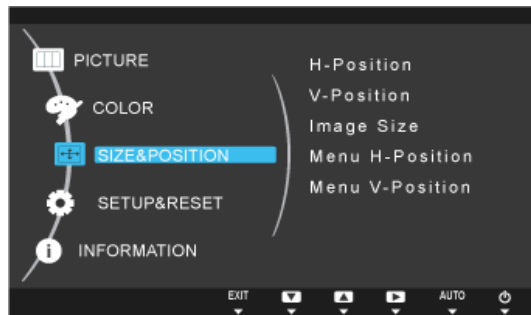 PICTURE
COLOR
SIZE&POSITION
SETUP&RESET
INFORMATION
H-Position
V-Position
Image Size
Menu H-Position
Menu V-Position
EXIT
AUTO